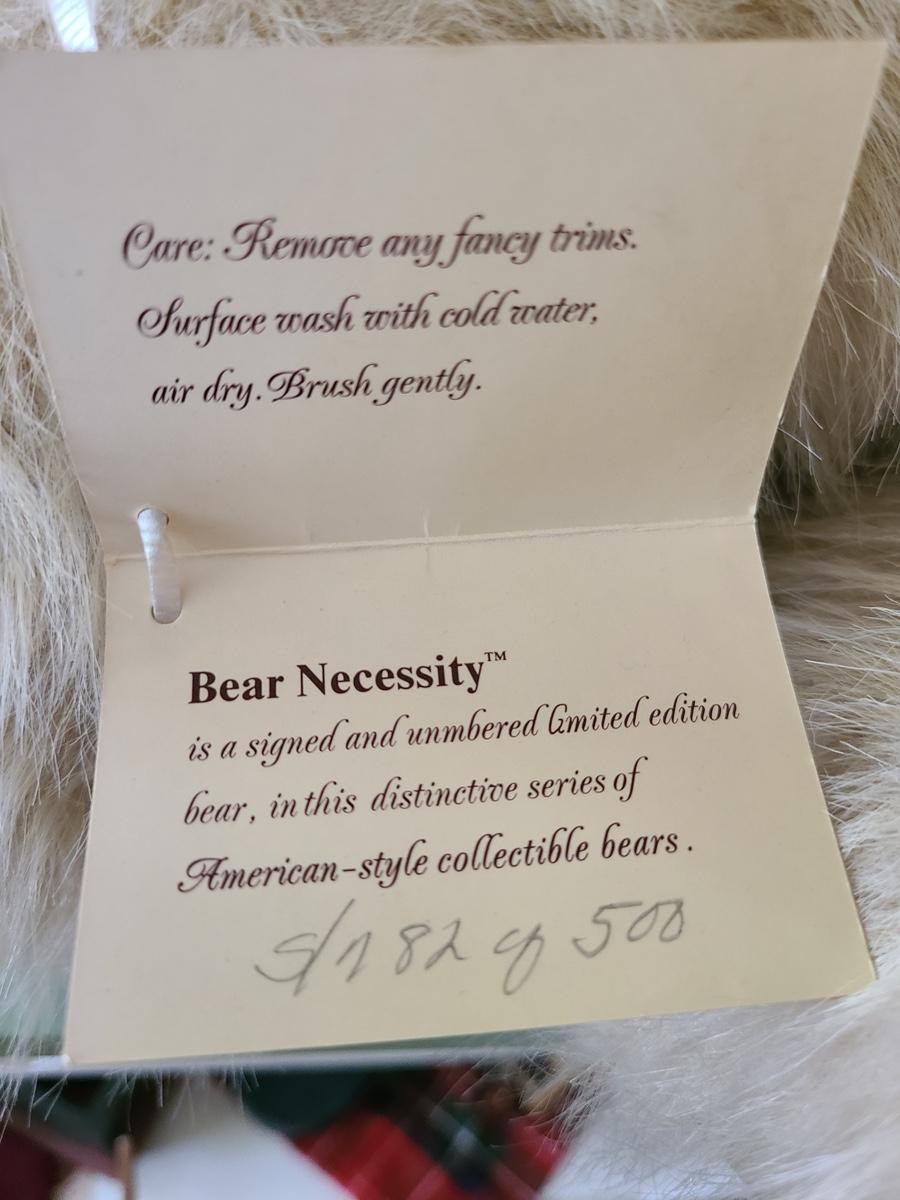 Care: Remove any fancy trims.
Surface wash with cold water,
air dry. Brush gently.
Bear Necessity™
is a signed and unmbered Limited edition
bear, in this distinctive series of
American-style collectible bears.
S/N 82 of 500